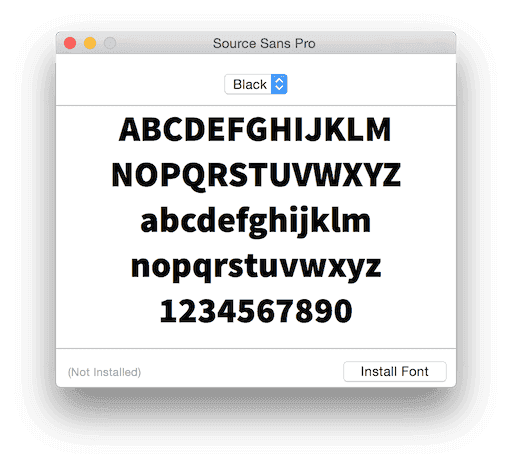 Source Sans Pro
Black
ABCDEFGHIJKLM
NOPQRSTUVWXYZ
abcdefghijklm
nopqrstuvwxyz
1234567890
(Not Installed)
Install Font